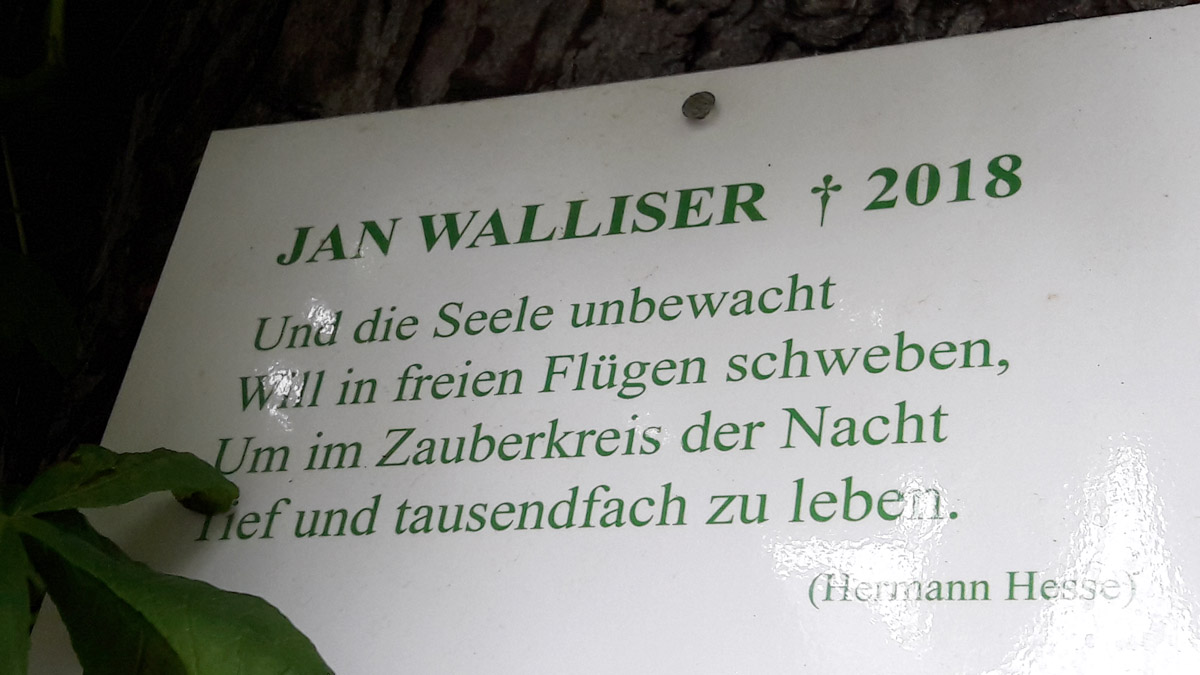 JAN WALLISER † 2018
Und die Seele unbewacht
Will in freien Flügen schweben,
Um im Zauberkreis der Nacht
Tief und tausendfach zu leben.
(Hermann Hesse)